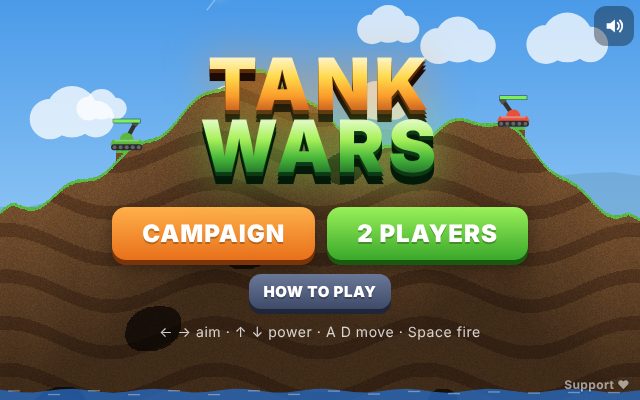 TANK
WARS
CAMPAIGN
2 PLAYERS
HOW TO PLAY
← → aim · ↑ ↓ power · A D move · Space fire
Support ♥